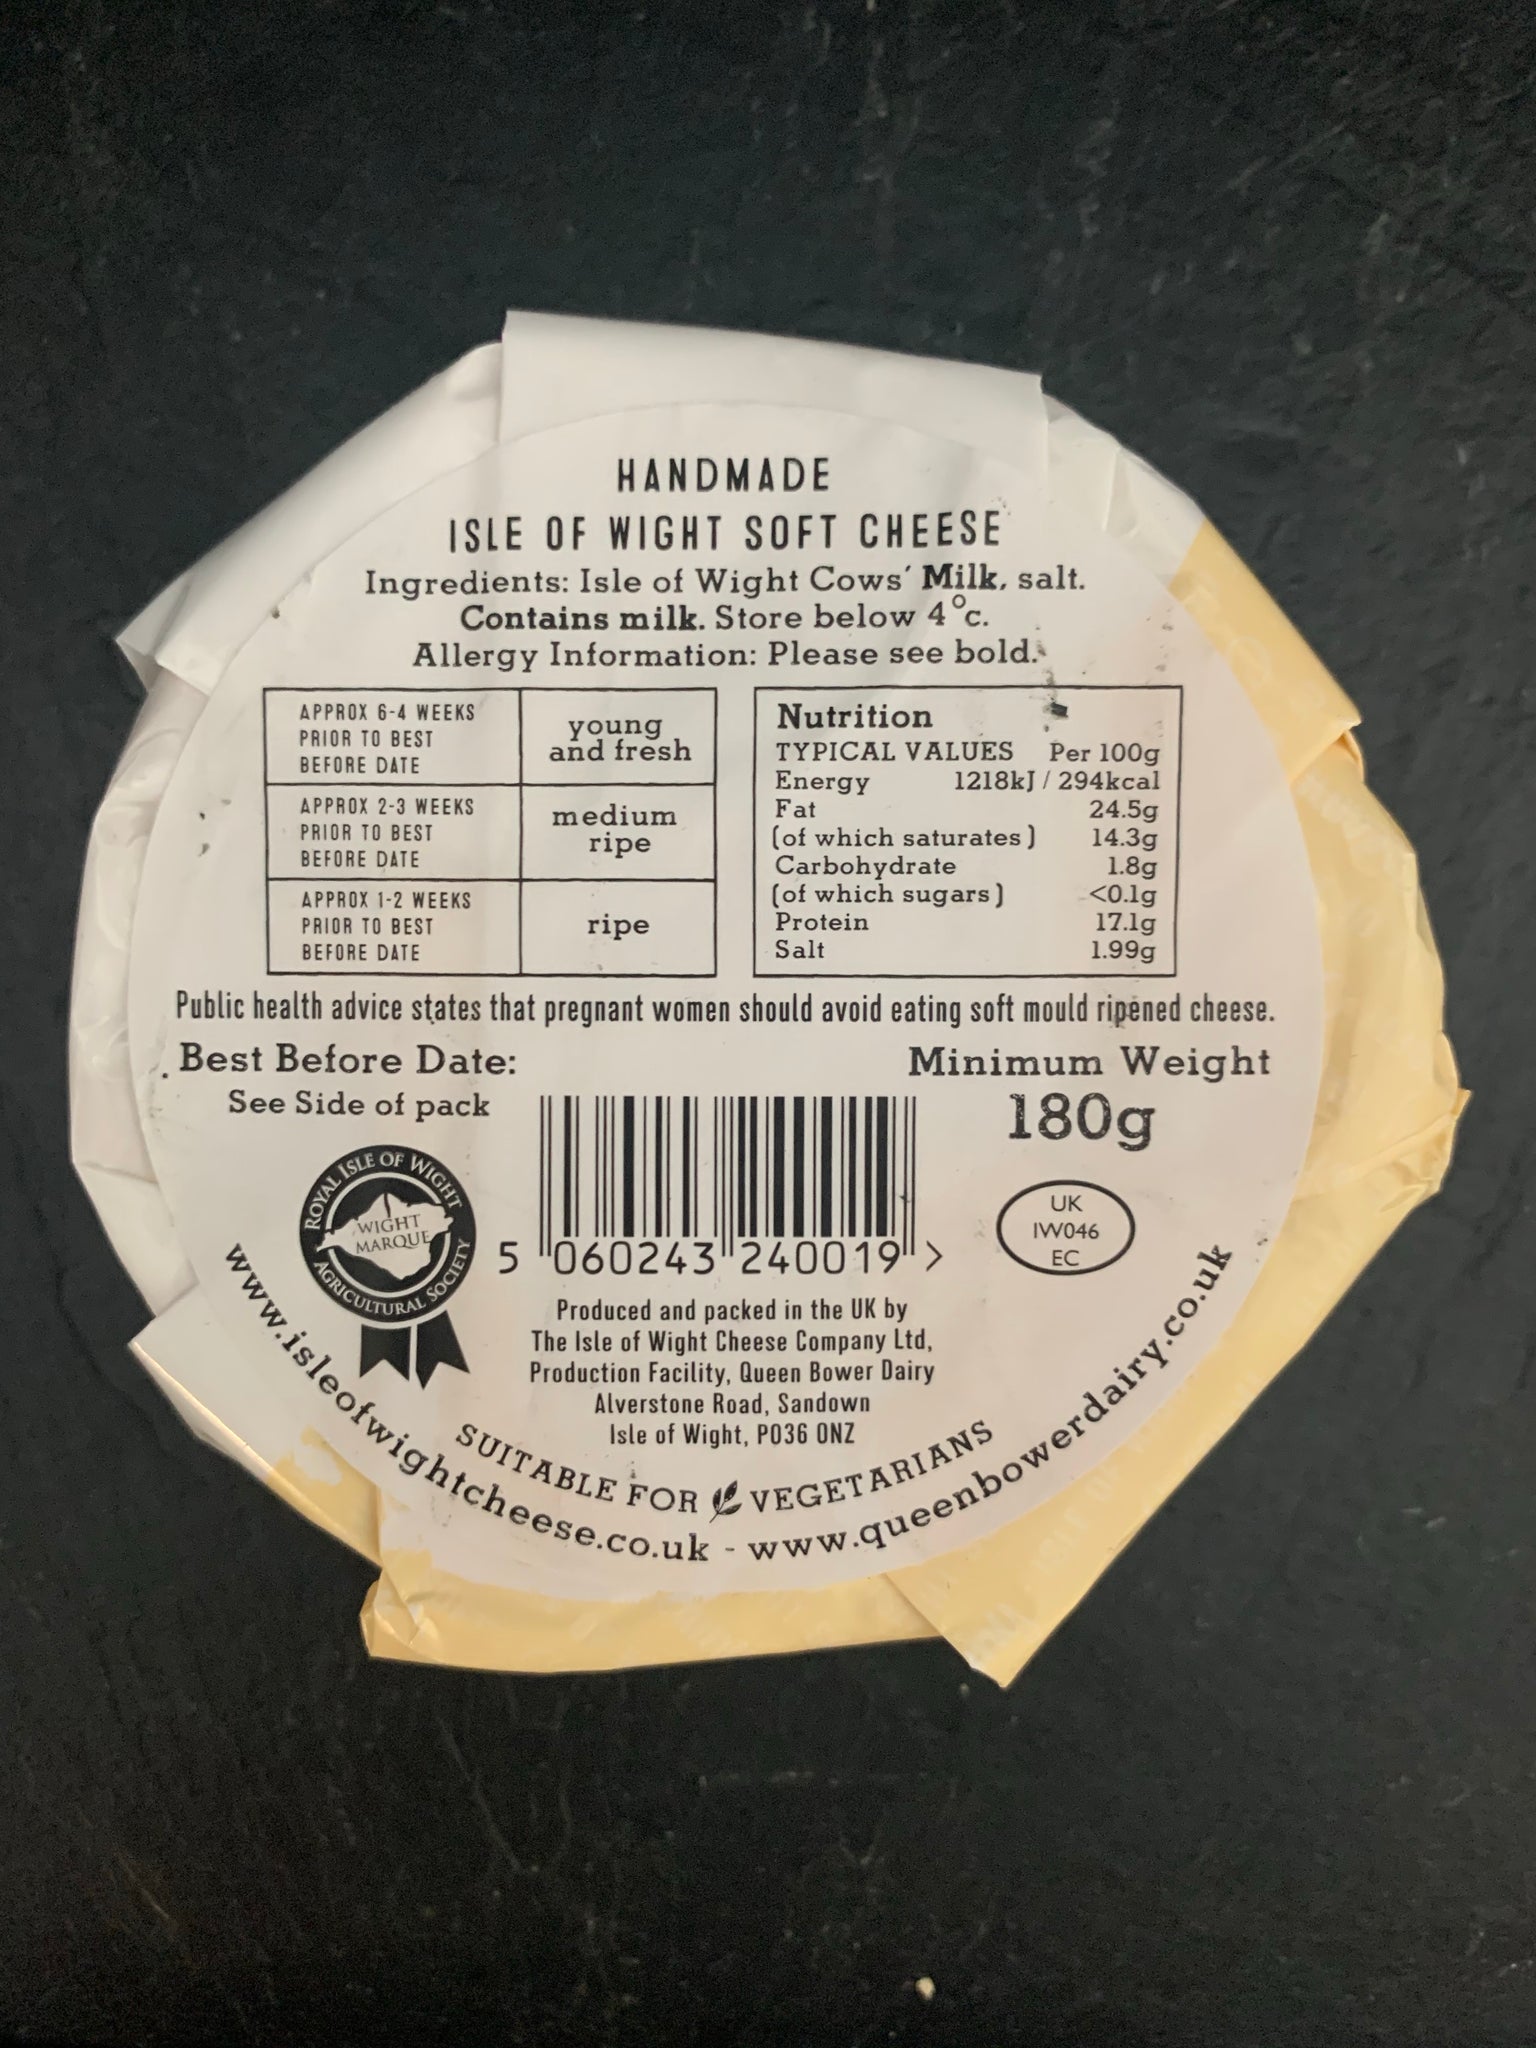 HANDMADE
ISLE OF WIGHT SOFT CHEESE
Ingredients: Isle of Wight Cows' Milk, salt.
Contains milk. Store below 4°c.
Allergy Information: Please see bold.
APPROX 6-4 WEEKS
PRIOR TO BEST
BEFORE DATE
young
and fresh
APPROX 2-3 WEEKS
PRIOR TO BEST
BEFORE DATE
medium
ripe
APPROX 1-2 WEEKS
PRIOR TO BEST
BEFORE DATE
ripe
Nutrition
TYPICAL VALUES Per 100g
Energy 1218kJ / 294kcal
Fat 24.5g
(of which saturates) 14.3g
Carbohydrate 1.8g
(of which sugars) <0.1g
Protein 17.1g
Salt 1.99g
Public health advice states that pregnant women should avoid eating soft mould ripened cheese.
Best Before Date:
See Side of pack
Minimum Weight
180g
ROYAL ISLE OF WIGHT
WIGHT
MARQUE
AGRICULTURAL SOCIETY
5 060243 240019 >
UK
IW046
EC
Produced and packed in the UK by
The Isle of Wight Cheese Company Ltd,
Production Facility, Queen Bower Dairy
Alverstone Road, Sandown
Isle of Wight, PO36 0NZ
SUITABLE FOR VEGETARIANS
www.isleofwightcheese.co.uk - www.queenbowerdairy.co.uk